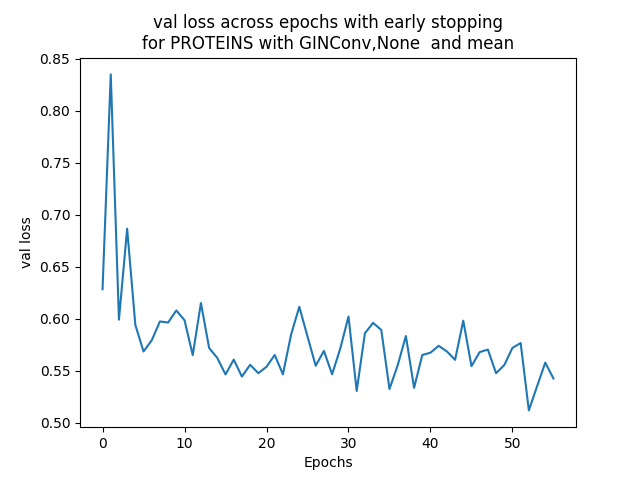 val loss across epochs with early stopping
for PROTEINS with GINConv,None  and mean
0.85
0.80
0.75
0.70
0.65
0.60
0.55
0.50
val loss
0 10 20 30 40 50
Epochs